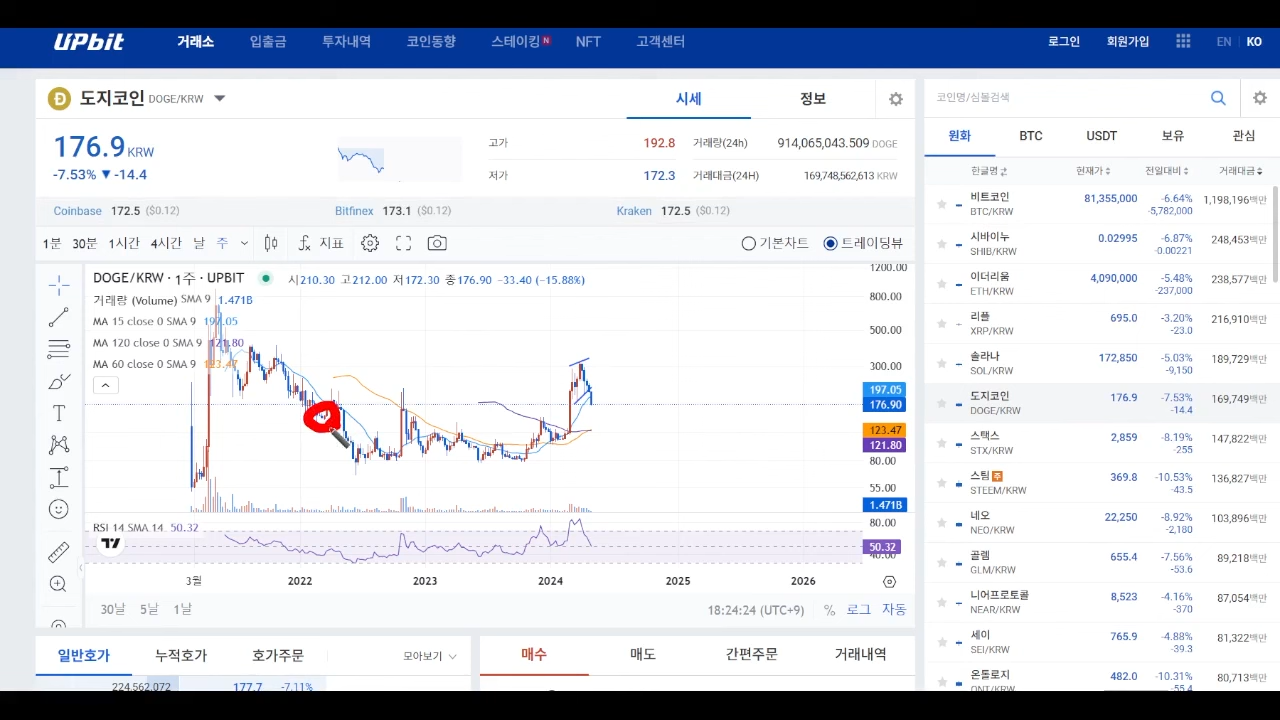 UPbit 거래소 입출금 투자내역 코인동향 스테이킹 N NFT 고객센터 로그인 회원가입 EN KO
도지코인 DOGE/KRW 시세 정보
176.9 KRW
-7.53% ▼ -14.4
고가 192.8 거래량(24h) 914,065,043.509 DOGE
저가 172.3 거래대금(24H) 169,748,562,613 KRW
Coinbase 172.5 ($0.12) Bitfinex 173.1 ($0.12) Kraken 172.5 ($0.12)
1분 30분 1시간 4시간 날 주 지표 기본차트 트레이딩뷰
DOGE/KRW · 1주 · UPBIT 시210.30 고212.00 저172.30 종176.90 -33.40 (-15.88%)
거래량 (Volume) SMA 9 1.471B
MA 15 close 0 SMA 9 197.05
MA 120 close 0 SMA 9 121.80
MA 60 close 0 SMA 9 123.47
1200.00
800.00
500.00
300.00
197.05
176.90
123.47
121.80
80.00
55.00
1.471B
RSI 14 SMA 14 50.32
80.00
50.32
40.00
3월 2022 2023 2024 2025 2026
30날 5날 1날 18:24:24 (UTC+9) % 로그 자동
일반호가 누적호가 호가주문 모아보기
224,562,072 177.7 -7.11%
매수 매도 간편주문 거래내역
코인명/심볼검색
원화 BTC USDT 보유 관심
한글명 현재가 전일대비 거래대금
비트코인 81,355,000 -6.64% 1,198,196백만
BTC/KRW -5,782,000
시바이누 0.02995 -6.87% 248,453백만
SHIB/KRW -0.00221
이더리움 4,090,000 -5.48% 238,577백만
ETH/KRW -237,000
리플 695.0 -3.20% 216,910백만
XRP/KRW -23.0
솔라나 172,850 -5.03% 189,729백만
SOL/KRW -9,150
도지코인 176.9 -7.53% 169,749백만
DOGE/KRW -14.4
스택스 2,859 -8.19% 147,822백만
STX/KRW -255
스팀 주 369.8 -10.53% 136,827백만
STEEM/KRW -43.5
네오 22,250 -8.92% 103,896백만
NEO/KRW -2,180
골렘 655.4 -7.56% 89,218백만
GLM/KRW -53.6
니어프로토콜 8,523 -4.16% 87,054백만
NEAR/KRW -370
세이 765.9 -4.88% 81,322백만
SEI/KRW -39.3
온톨로지 482.0 -10.31% 80,713백만
ONT/KRW -55.4